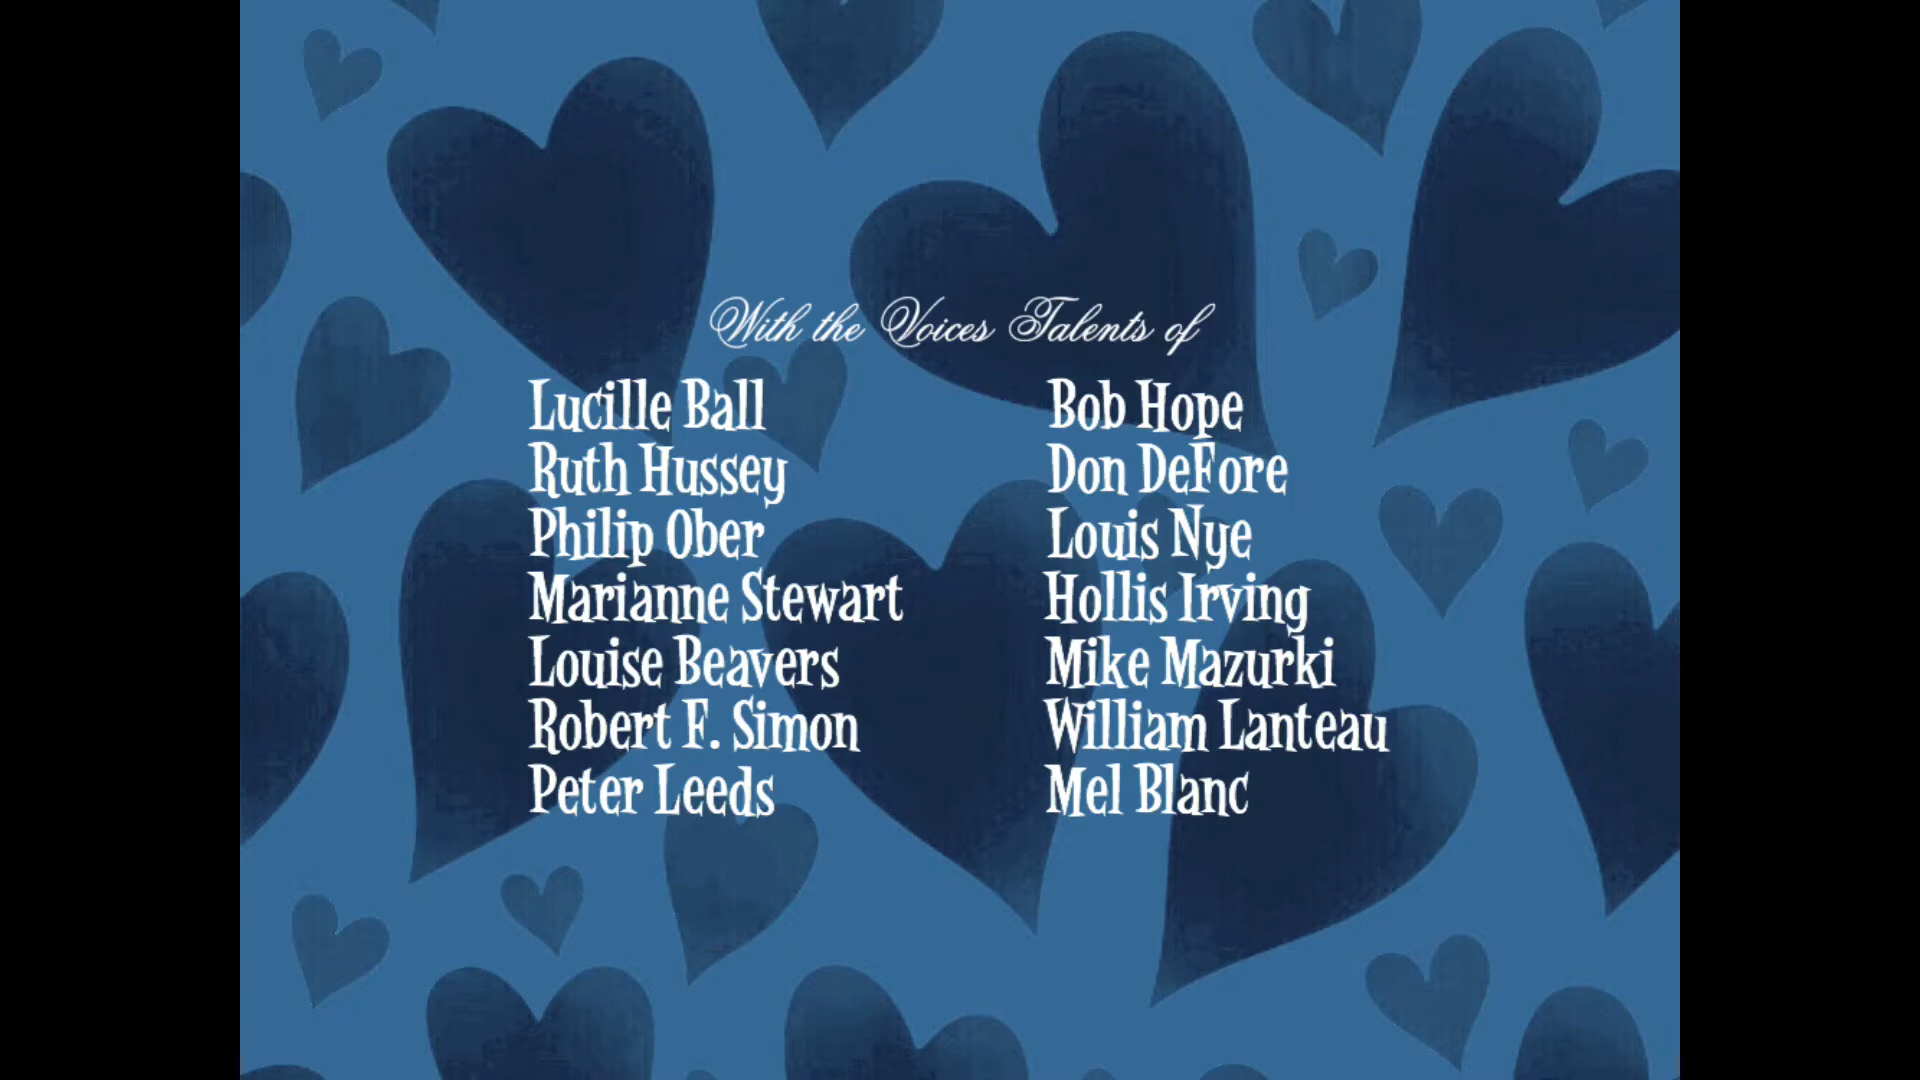 With the Voices Talents of
Lucille Ball
Bob Hope
Ruth Hussey
Don DeFore
Philip Ober
Louis Nye
Marianne Stewart
Hollis Irving
Louise Beavers
Mike Mazurki
Robert F. Simon
William Lanteau
Peter Leeds
Mel Blanc